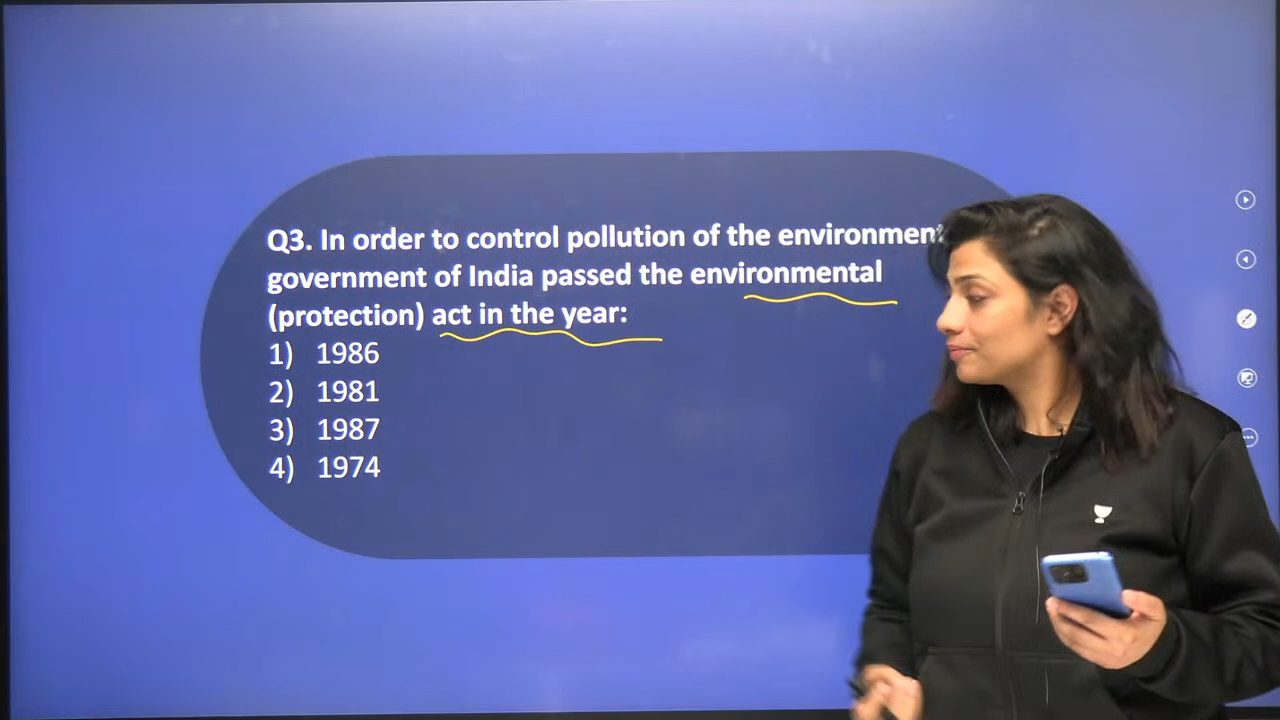 Q3. In order to control pollution of the environment
government of India passed the environmental
(protection) act in the year:
1) 1986
2) 1981
3) 1987
4) 1974